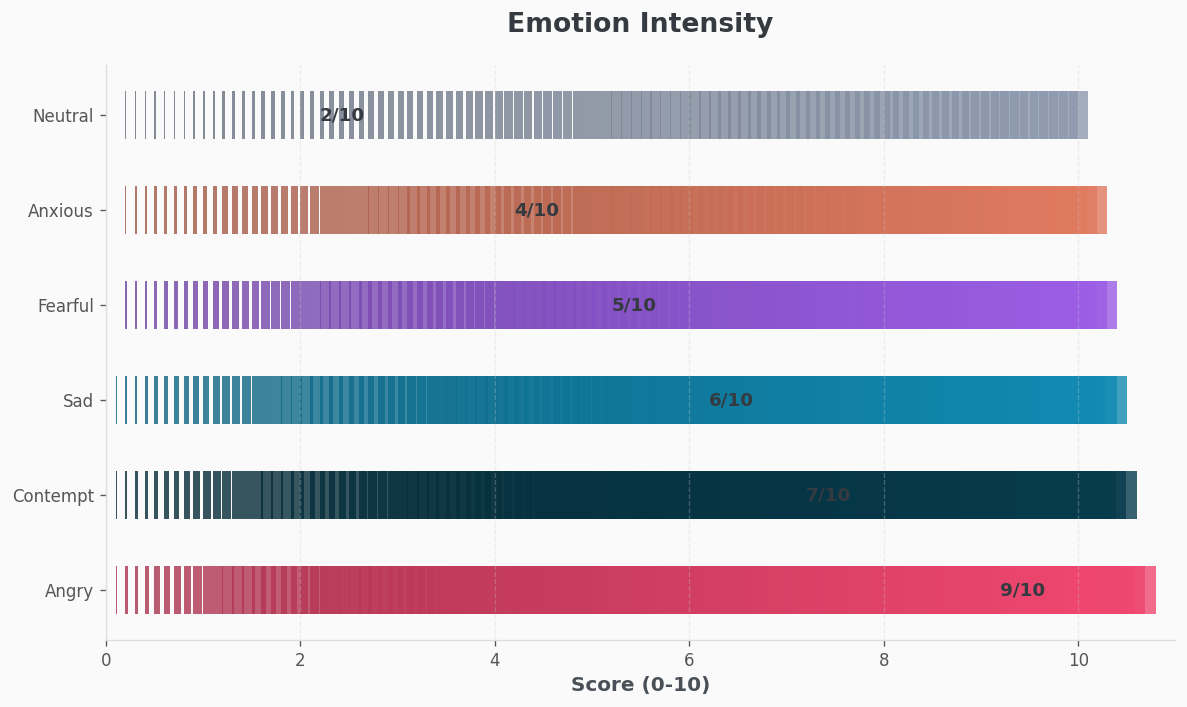 Emotion Intensity
Neutral
2/10
Anxious
4/10
Fearful
5/10
Sad
6/10
Contempt
7/10
Angry
9/10
0 2 4 6 8 10
Score (0-10)